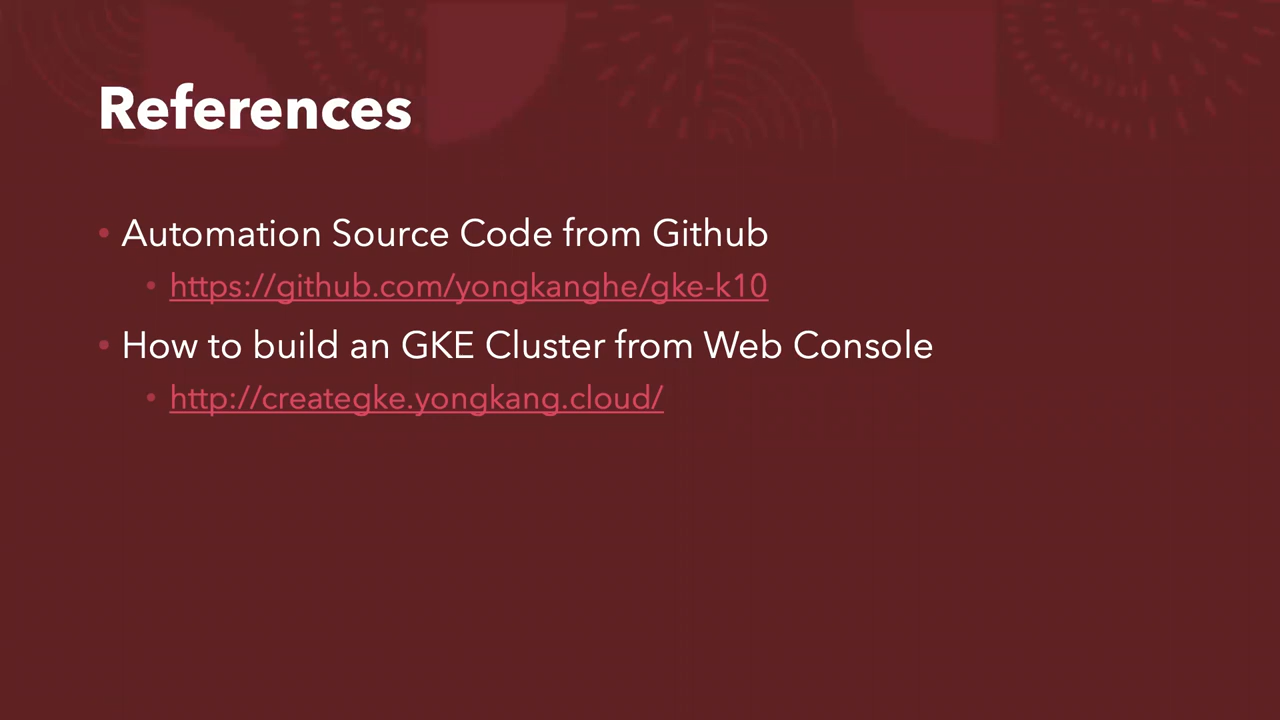 References
• Automation Source Code from Github
• https://github.com/yongkanghe/gke-k10
• How to build an GKE Cluster from Web Console
• http://creategke.yongkang.cloud/